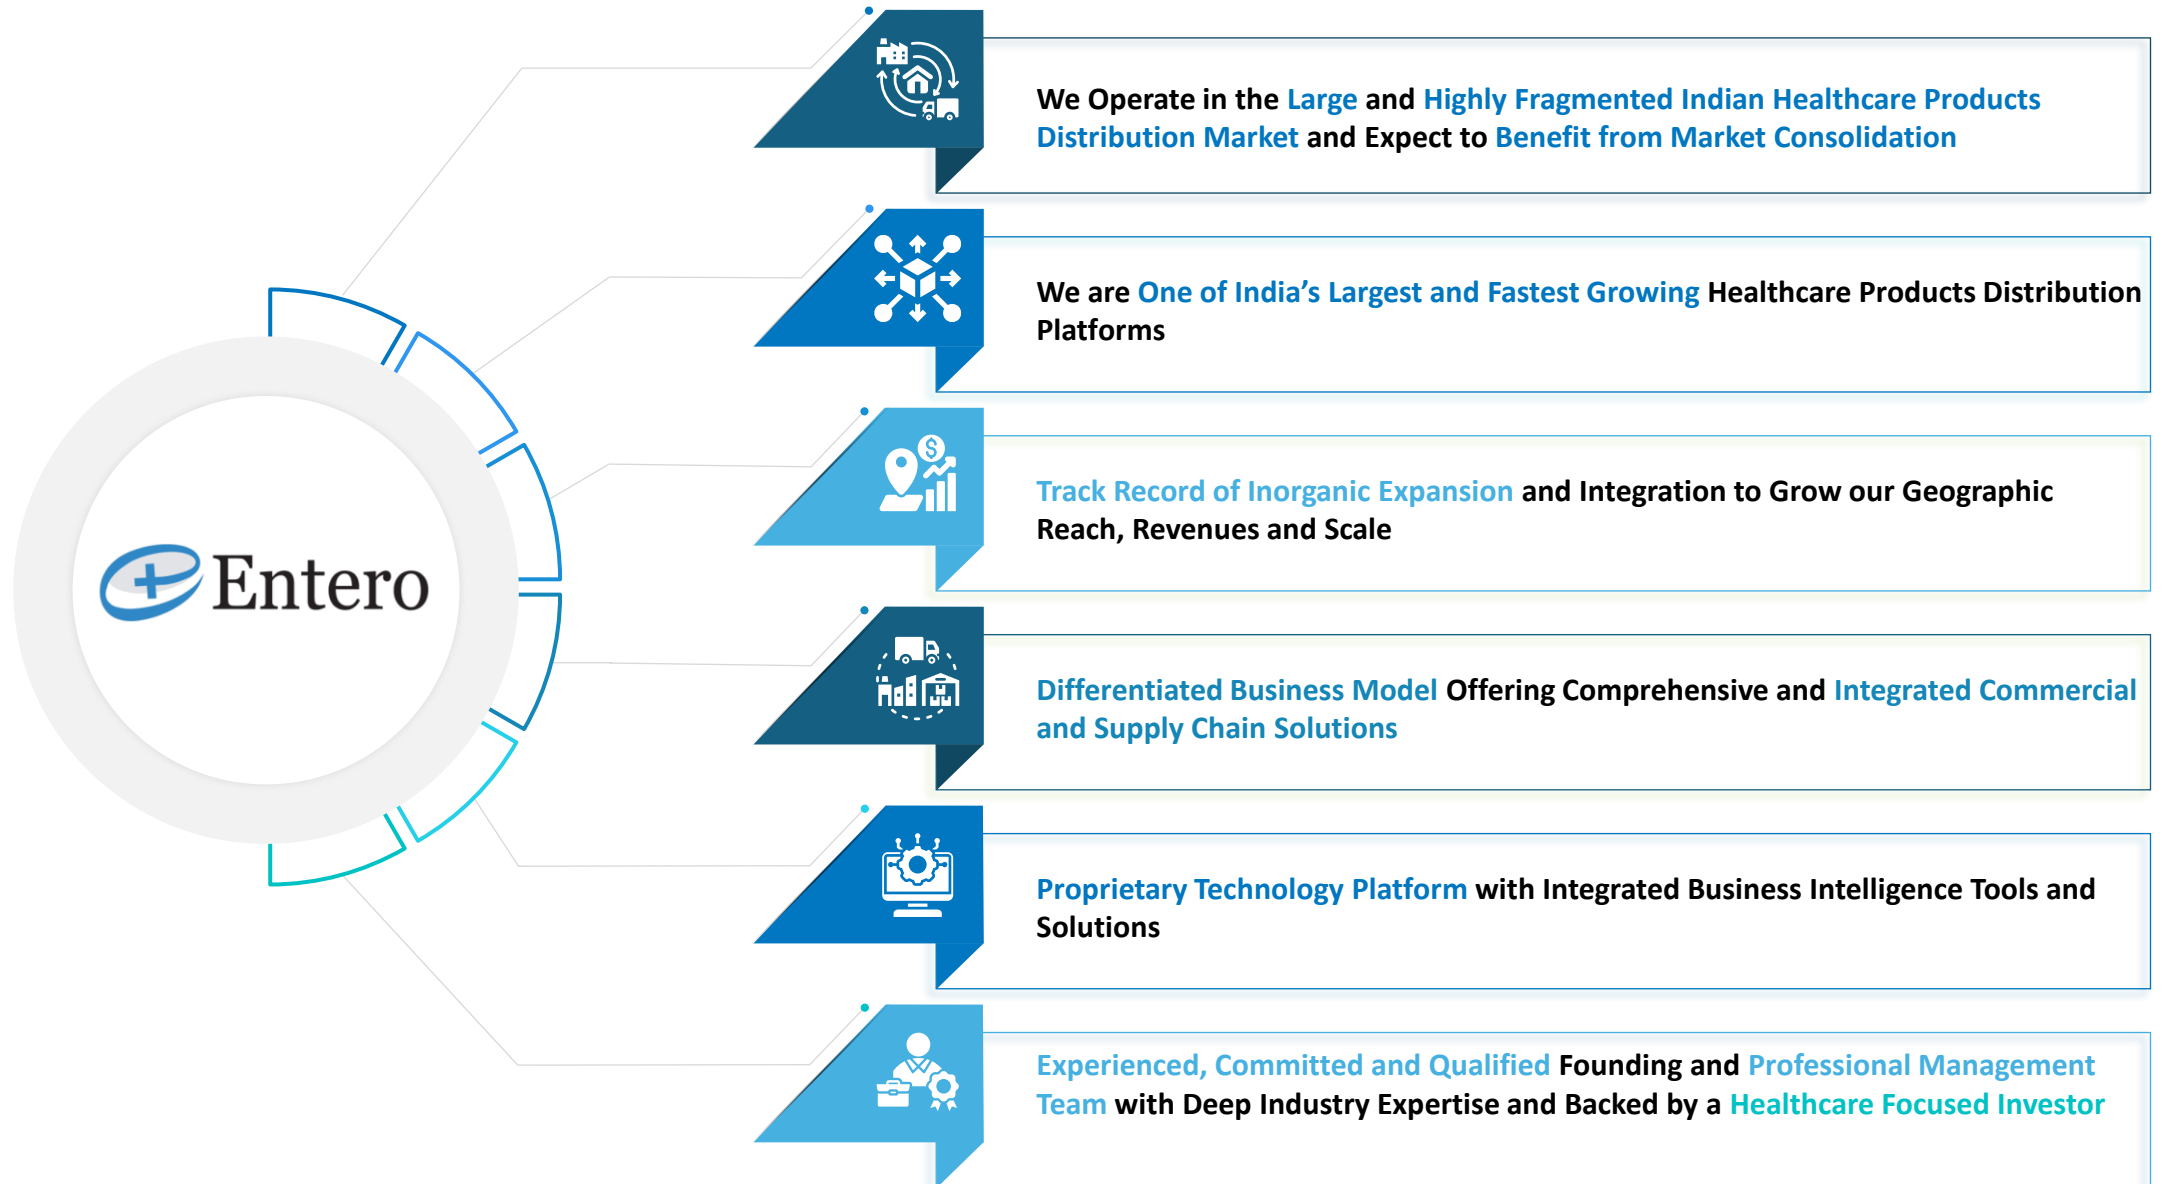 We Operate in the Large and Highly Fragmented Indian Healthcare Products
Distribution Market and Expect to Benefit from Market Consolidation
We are One of India’s Largest and Fastest Growing Healthcare Products Distribution
Platforms
Track Record of Inorganic Expansion and Integration to Grow our Geographic
Reach, Revenues and Scale
Entero
Differentiated Business Model Offering Comprehensive and Integrated Commercial
and Supply Chain Solutions
Proprietary Technology Platform with Integrated Business Intelligence Tools and
Solutions
Experienced, Committed and Qualified Founding and Professional Management
Team with Deep Industry Expertise and Backed by a Healthcare Focused Investor